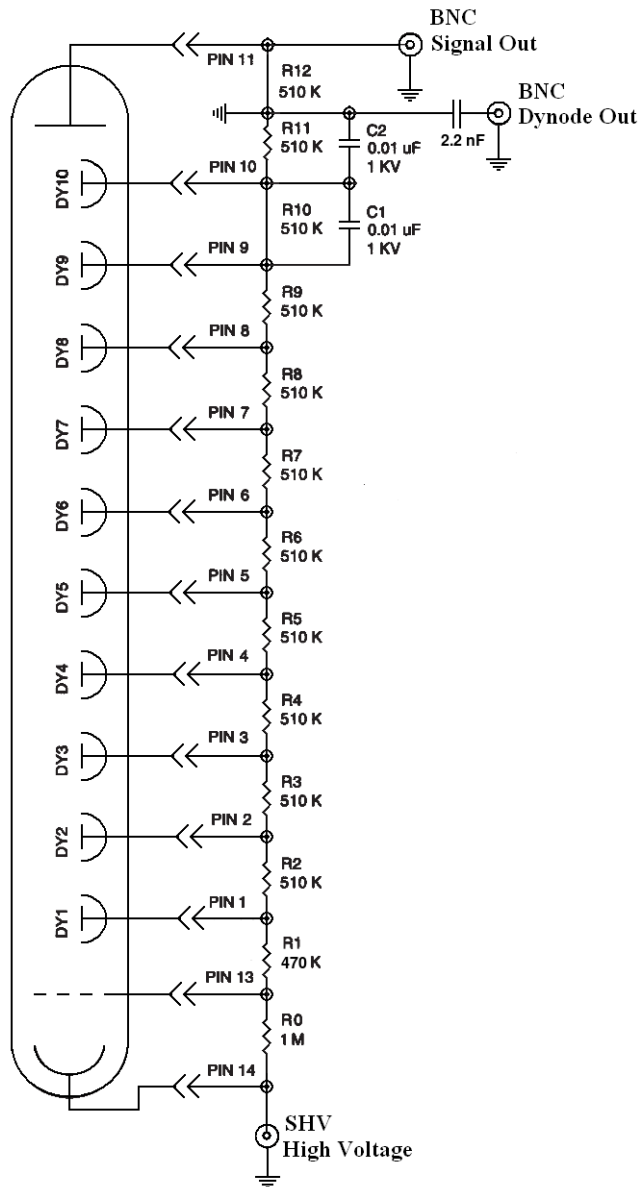 BNC
Signal Out
PIN 11
R12
510 K
BNC
Dynode Out
R11
510 K
C2
0.01 uF
1 KV
2.2 nF
DY10
PIN 10
R10
510 K
C1
0.01 uF
1 KV
DY9
PIN 9
R9
510 K
DY8
PIN 8
R8
510 K
DY7
PIN 7
R7
510 K
DY6
PIN 6
R6
510 K
DY5
PIN 5
R5
510 K
DY4
PIN 4
R4
510 K
DY3
PIN 3
R3
510 K
DY2
PIN 2
R2
510 K
DY1
PIN 1
R1
470 K
PIN 13
R0
1 M
PIN 14
SHV
High Voltage